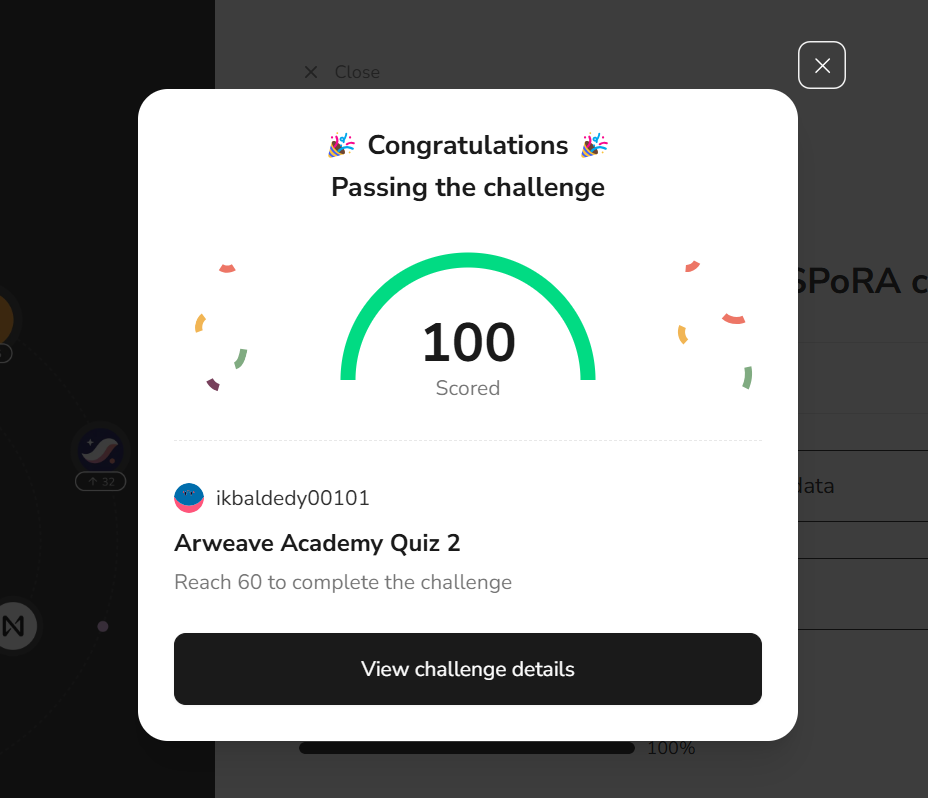 Close
Congratulations
Passing the challenge
SPoRA c
100
Scored
32
data
ikbaldedy00101
Arweave Academy Quiz 2
Reach 60 to complete the challenge
View challenge details
100%